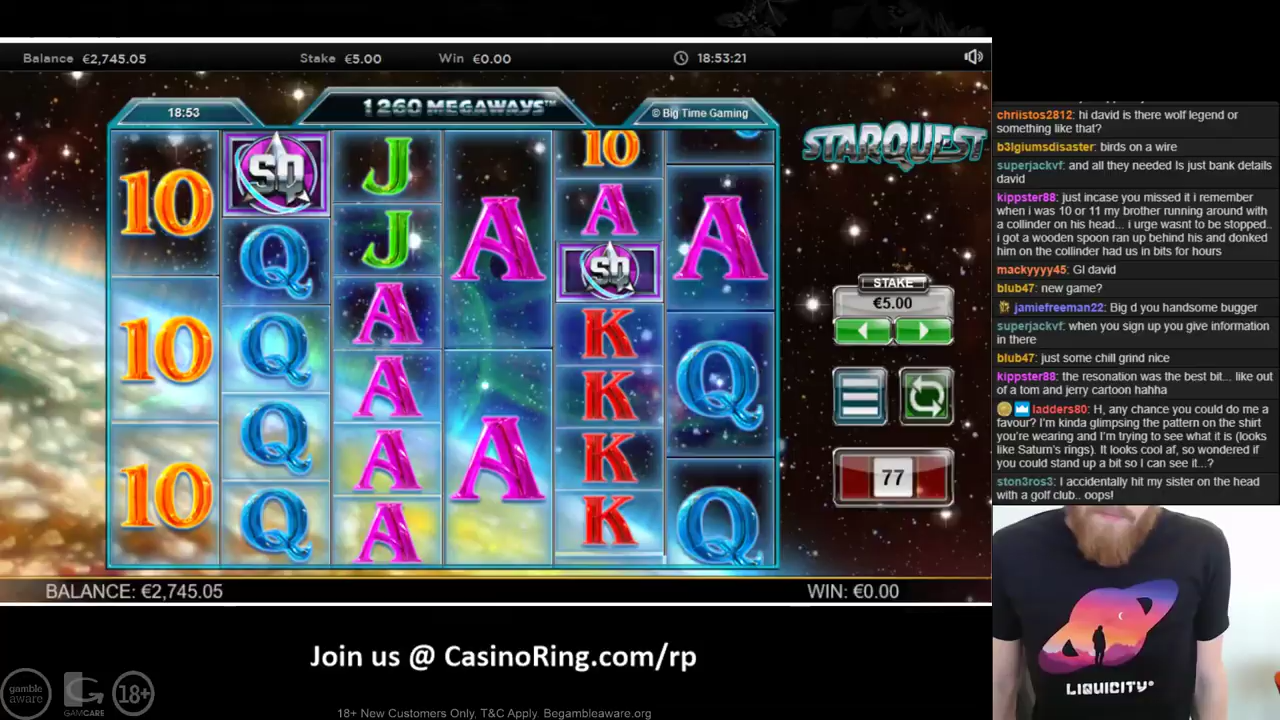 Balance €2,745.05
Stake €5.00
Win €0.00
18:53:21
18:53
1260 MEGAWAYS™
© Big Time Gaming
STARQUEST
10
SQ
J
10
A
A
A
SQ
Q
J
10
Q
A
K
Q
A
K
Q
A
A
K
10
Q
A
K
Q
STAKE
€5.00
77
BALANCE: €2,745.05
WIN: €0.00
chriistos2812: hi david is there wolf legend or
something like that?
b3lgiumsdisaster: birds on a wire
superjackvf: and all they needed Is just bank details
david
kippster88: just incase you missed it i remember
when i was 10 or 11 my brother running around with
a collinder on his head... i urge wasnt to be stopped..
i got a wooden spoon ran up behind his and donked
him on the collinder had us in bits for hours
mackyyyy45: Gl david
blub47: new game?
jamiefreeman22: Big d you handsome bugger
superjackvf: when you sign up you give information
in there
blub47: just some chill grind nice
kippster88: the resonation was the best bit... like out
of a tom and jerry cartoon hahha
ladders80: H, any chance you could do me a
favour? I'm kinda glimpsing the pattern on the shirt
you're wearing and I'm trying to see what it is (looks
like Saturn's rings). It looks cool af, so wondered if
you could stand up a bit so I can see it...?
ston3ros3: I accidentally hit my sister on the head
with a golf club.. oops!
LIQUICITY
Join us @ CasinoRing.com/rp
gamble
aware
GAMCARE
18+
18+ New Customers Only, T&C Apply. Begambleaware.org